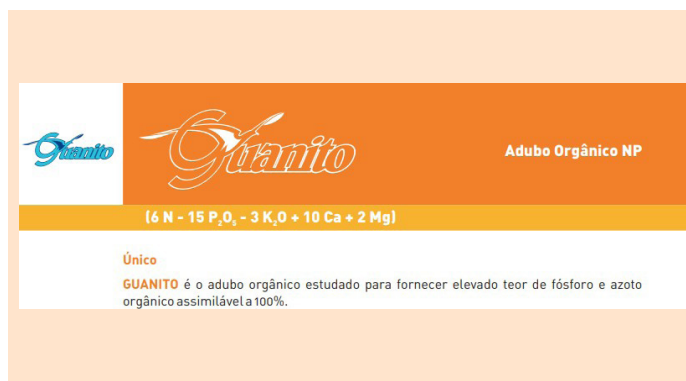 Guanito
Guanito
Adubo Orgânico NP
(6 N - 15 P₂O₅ - 3 K₂O + 10 Ca + 2 Mg)
Único
GUANITO é o adubo orgânico estudado para fornecer elevado teor de fósforo e azoto
orgânico assimilável a 100%.